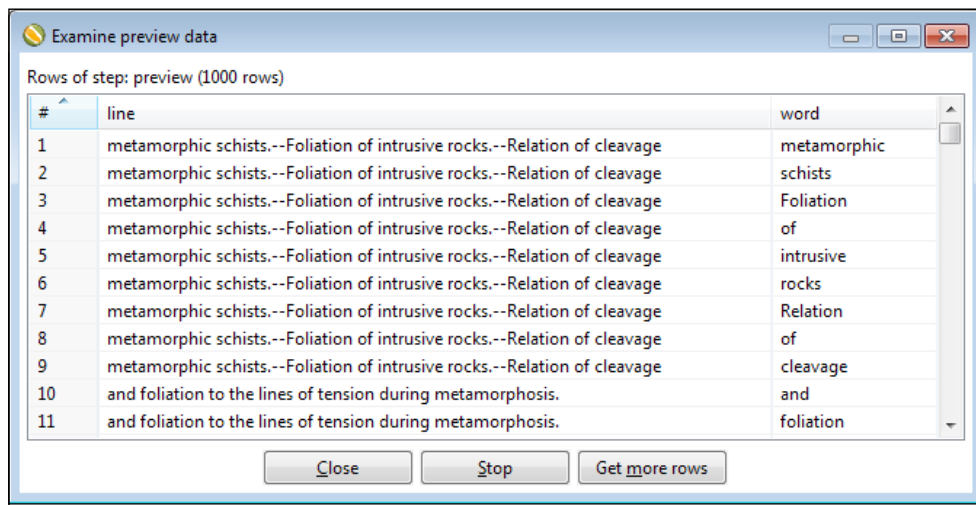 Examine preview data
Rows of step: preview (1000 rows)
# line word
1 metamorphic schists.--Foliation of intrusive rocks.--Relation of cleavage metamorphic
2 metamorphic schists.--Foliation of intrusive rocks.--Relation of cleavage schists
3 metamorphic schists.--Foliation of intrusive rocks.--Relation of cleavage Foliation
4 metamorphic schists.--Foliation of intrusive rocks.--Relation of cleavage of
5 metamorphic schists.--Foliation of intrusive rocks.--Relation of cleavage intrusive
6 metamorphic schists.--Foliation of intrusive rocks.--Relation of cleavage rocks
7 metamorphic schists.--Foliation of intrusive rocks.--Relation of cleavage Relation
8 metamorphic schists.--Foliation of intrusive rocks.--Relation of cleavage of
9 metamorphic schists.--Foliation of intrusive rocks.--Relation of cleavage cleavage
10 and foliation to the lines of tension during metamorphosis. and
11 and foliation to the lines of tension during metamorphosis. foliation
Close Stop Get more rows